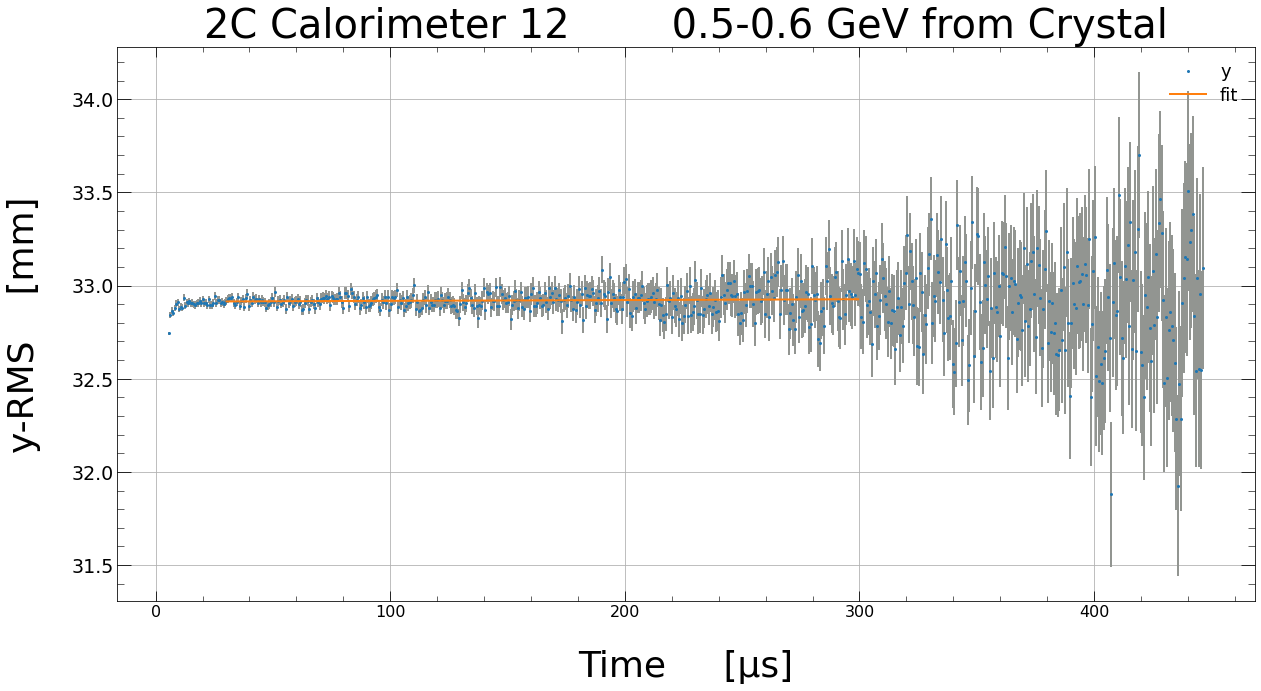 2C Calorimeter 12 0.5-0.6 GeV from Crystal
y
fit
34.0
33.5
33.0
32.5
32.0
31.5
y-RMS [mm]
0 100 200 300 400
Time [μs]